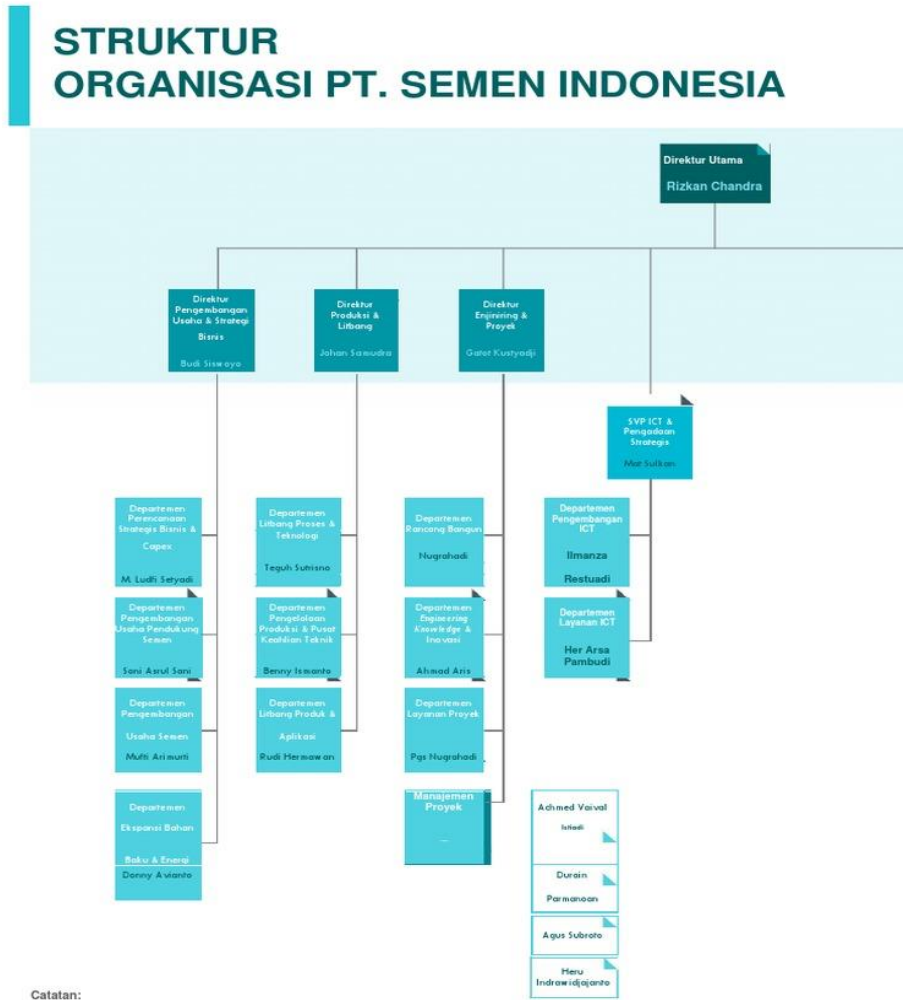 STRUKTUR
ORGANISASI PT. SEMEN INDONESIA
Direktur Utama
Rizkan Chandra
Direktur
Pengembangan
Usaha & Strategi
Bisnis
Budi Siswoyo
Direktur
Produksi &
Litbang
Johan Samudra
Direktur
Enjiniring &
Proyek
Gatot Kustyadji
SVP ICT &
Pengadaan
Strategis
Mat Sulkan
Departemen
Perencanaan
Strategis Bisnis &
Capex
M. Ludfi Setyadi
Departemen
Litbang Proses &
Teknologi
Teguh Sutrisno
Departemen
Rancang Bangun
Nugrahadi
Departemen
Pengembangan
ICT
Ilmanza
Restuadi
Departemen
Pengembangan
Usaha Pendukung
Semen
Soni Asrul Sani
Departemen
Pengelolaan
Produksi & Pusat
Keahlian Teknik
Benny Ismanto
Departemen
Engineering
Knowledge &
Inovasi
Ahmad Aris
Departemen
Layanan ICT
Her Arsa
Pambudi
Departemen
Pengembangan
Usaha Semen
Mufti Arimurti
Departemen
Litbang Produk &
Aplikasi
Rudi Hermawan
Departemen
Layanan Proyek
Pgs Nugrahadi
Departemen
Ekspansi Bahan
Baku & Energi
Donny Avianto
Manajemen
Proyek
Achmed Vaival
Istiadi
Durain
Parmanoan
Agus Subroto
Heru
Indrawidjajanto
Catatan: